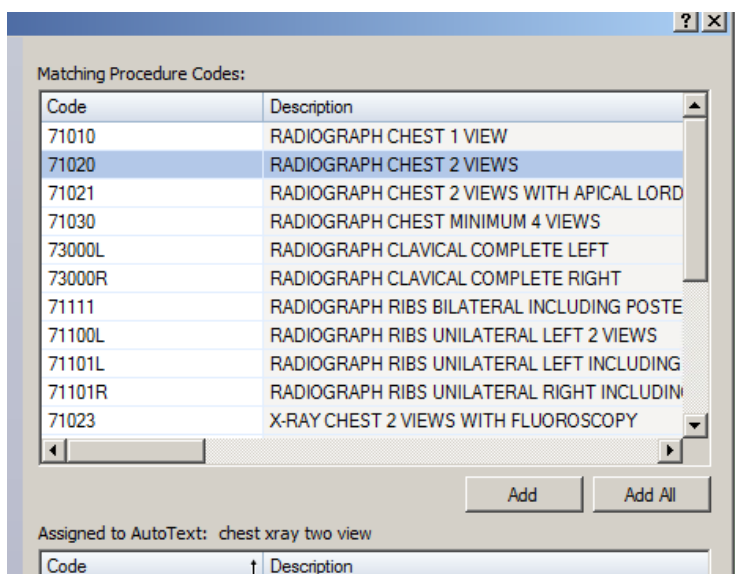 Matching Procedure Codes:
Code Description
71010 RADIOGRAPH CHEST 1 VIEW
71020 RADIOGRAPH CHEST 2 VIEWS
71021 RADIOGRAPH CHEST 2 VIEWS WITH APICAL LORD
71030 RADIOGRAPH CHEST MINIMUM 4 VIEWS
73000L RADIOGRAPH CLAVICAL COMPLETE LEFT
73000R RADIOGRAPH CLAVICAL COMPLETE RIGHT
71111 RADIOGRAPH RIBS BILATERAL INCLUDING POSTE
71100L RADIOGRAPH RIBS UNILATERAL LEFT 2 VIEWS
71101L RADIOGRAPH RIBS UNILATERAL LEFT INCLUDING
71101R RADIOGRAPH RIBS UNILATERAL RIGHT INCLUDIN
71023 X-RAY CHEST 2 VIEWS WITH FLUOROSCOPY
Add Add All
Assigned to AutoText: chest xray two view
Code Description